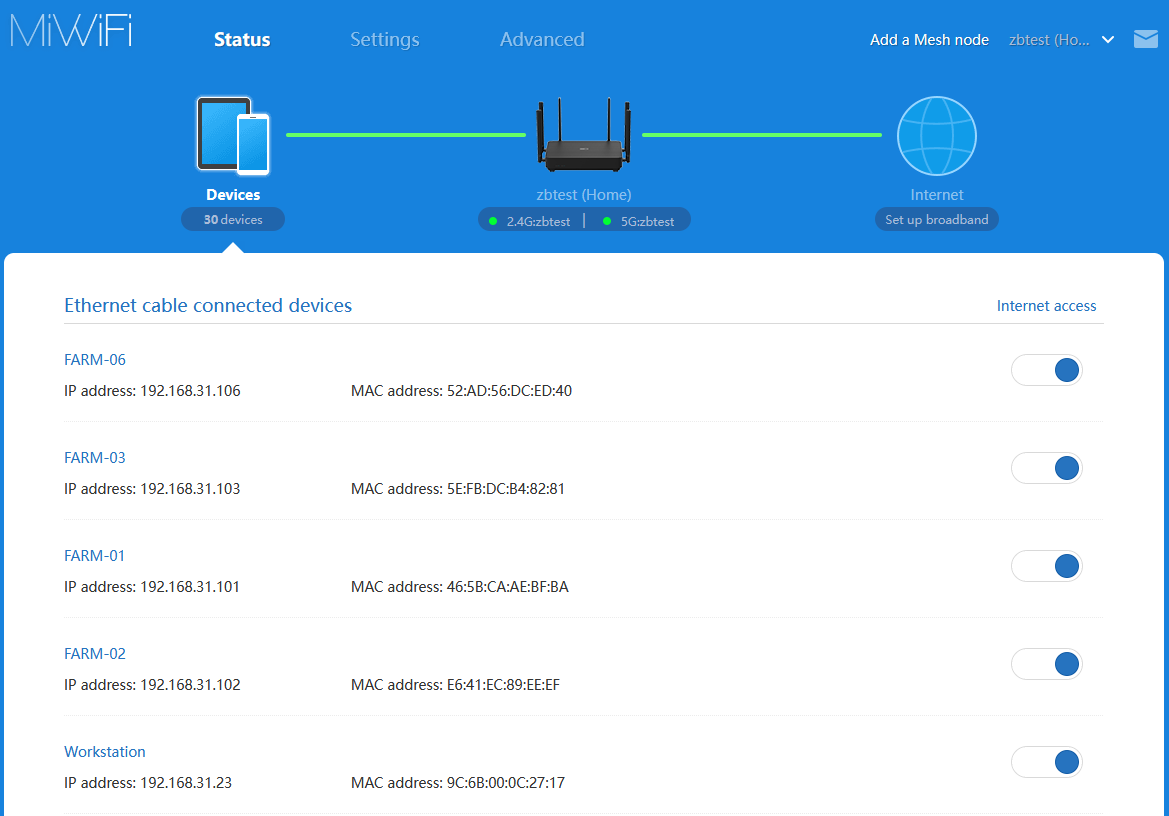 MiWiFi
Status Settings Advanced Add a Mesh node zbtest (Ho...
Devices zbtest (Home) Internet
30 devices 2.4G:zbtest | 5G:zbtest Set up broadband
Ethernet cable connected devices Internet access
FARM-06
IP address: 192.168.31.106 MAC address: 52:AD:56:DC:ED:40
FARM-03
IP address: 192.168.31.103 MAC address: 5E:FB:DC:B4:82:81
FARM-01
IP address: 192.168.31.101 MAC address: 46:5B:CA:AE:BF:BA
FARM-02
IP address: 192.168.31.102 MAC address: E6:41:EC:89:EE:EF
Workstation
IP address: 192.168.31.23 MAC address: 9C:6B:00:0C:27:17